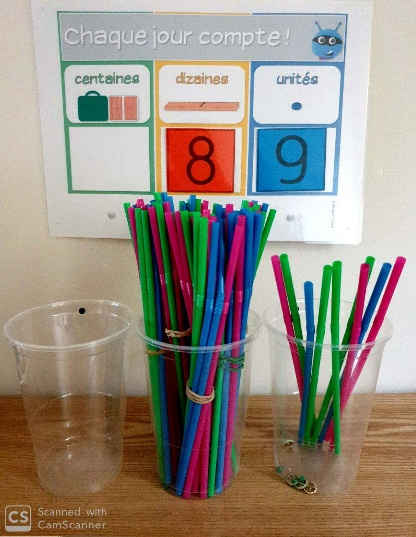 Chaque jour compte !
centaines dizaines unités
8 9
CS Scanned with
CamScanner